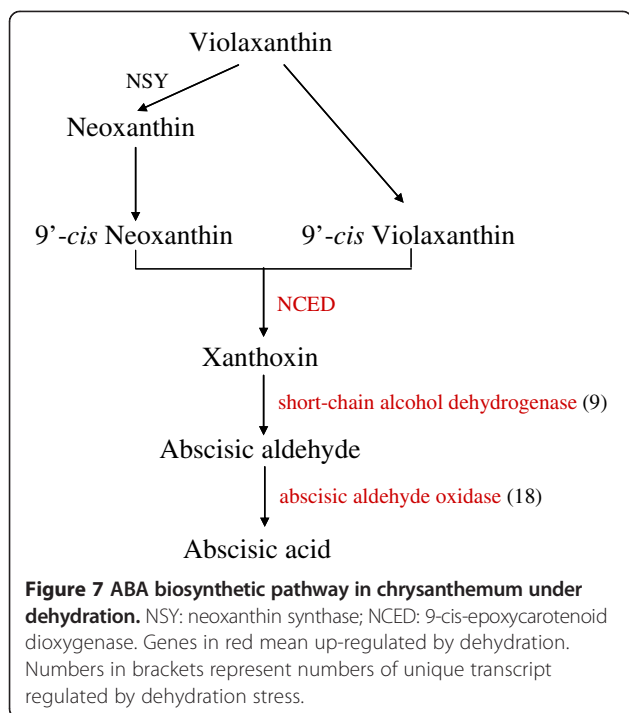 Violaxanthin
NSY
Neoxanthin
9’-cis Neoxanthin 9’-cis Violaxanthin
NCED
Xanthoxin
short-chain alcohol dehydrogenase (9)
Abscisic aldehyde
abscisic aldehyde oxidase (18)
Abscisic acid
Figure 7 ABA biosynthetic pathway in chrysanthemum under
dehydration. NSY: neoxanthin synthase; NCED: 9-cis-epoxycarotenoid
dioxygenase. Genes in red mean up-regulated by dehydration.
Numbers in brackets represent numbers of unique transcript
regulated by dehydration stress.